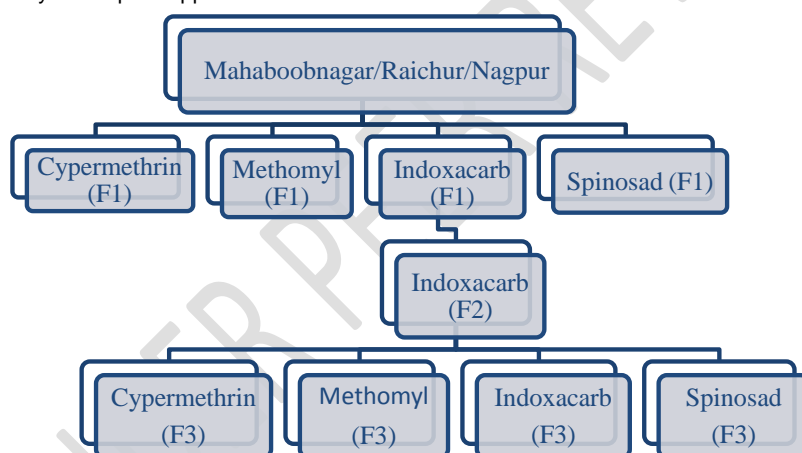 Mahaboobnagar/Raichur/Nagpur
Cypermethrin
(F1)
Methomyl
(F1)
Indoxacarb
(F1)
Spinosad (F1)
Indoxacarb
(F2)
Cypermethrin
(F3)
Methomyl
(F3)
Indoxacarb
(F3)
Spinosad
(F3)